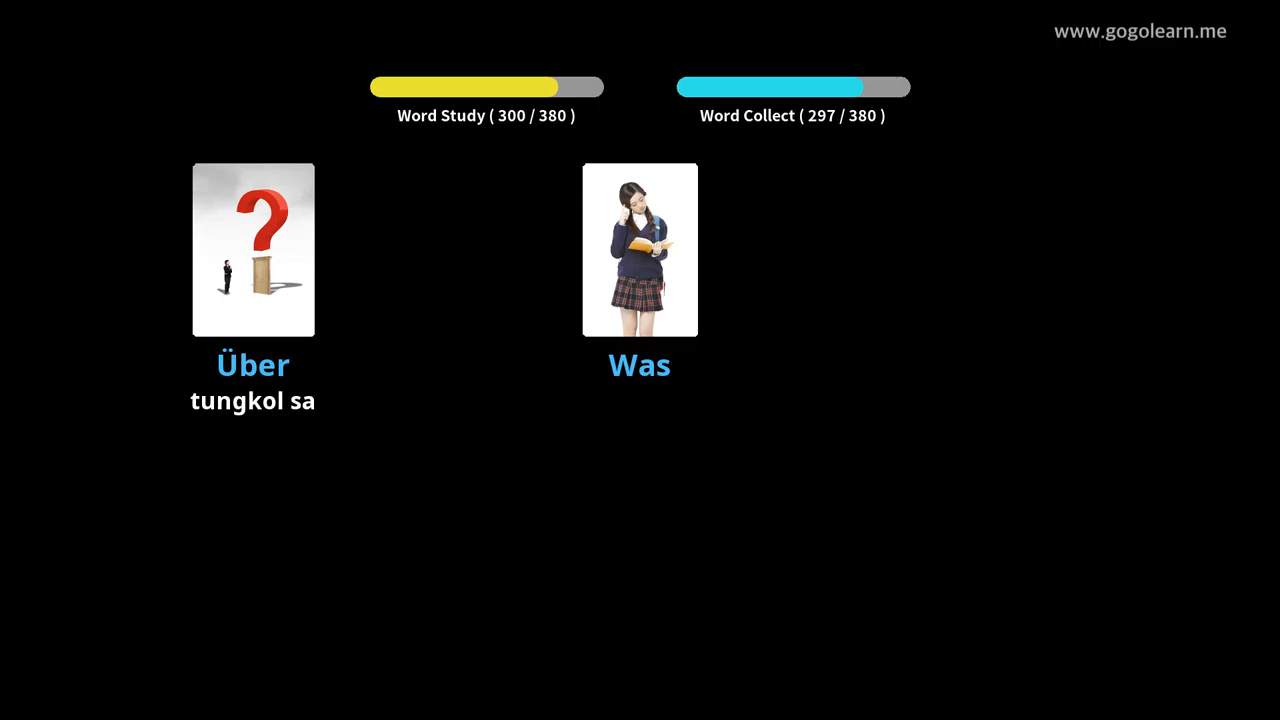 www.gogolearn.me
Word Study ( 300 / 380 )
Word Collect ( 297 / 380 )
?
Über
Was
tungkol sa